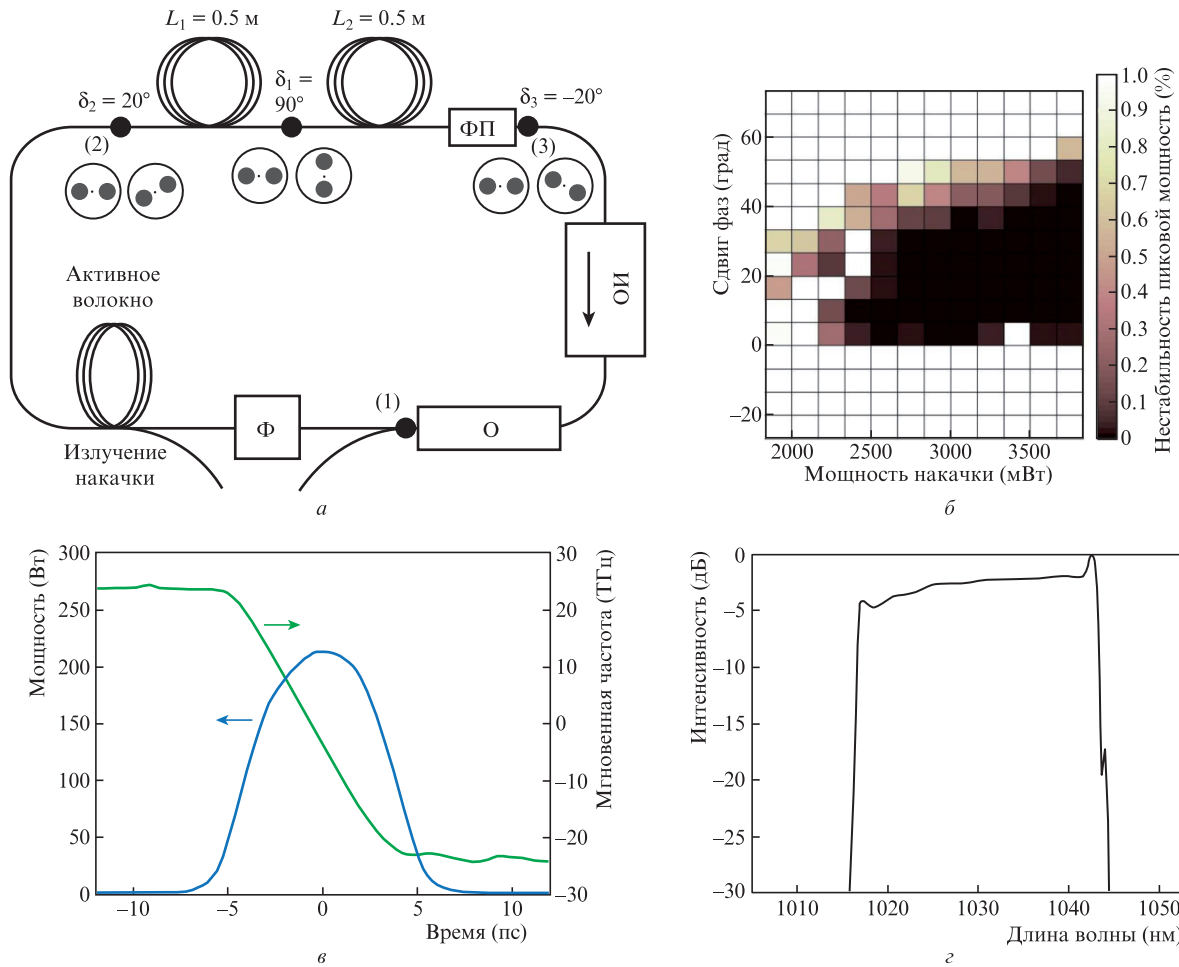 L₁ = 0.5 м
L₂ = 0.5 м
δ₂ = 20°
δ₁ =
90°
δ₃ = –20°
ФП
(2)
(3)
ОИ
Активное
волокно
(1)
Ф
О
Излучение
накачки
а
Сдвиг фаз (град)
60
40
20
0
–20
2000
2500
3000
3500
Мощность накачки (мВт)
1.0
0.9
0.8
0.7
0.6
0.5
0.4
0.3
0.2
0.1
0
Нестабильность пиковой мощность (%)
б
Мощность (Вт)
300
250
200
150
100
50
0
30
20
10
0
–10
–20
–30
Мгновенная частота (ТГц)
–10
–5
0
5
10
Время (пс)
в
Интенсивность (дБ)
0
–5
–10
–15
–20
–25
–30
1010
1020
1030
1040
1050
Длина волны (нм)
г